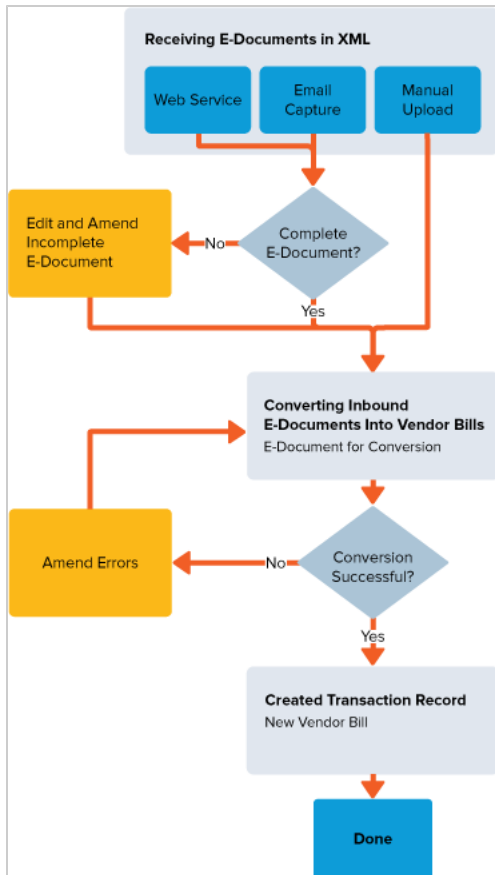 Receiving E-Documents in XML
Web Service
Email
Capture
Manual
Upload
Edit and Amend
Incomplete
E-Document
No
Complete
E-Document?
Yes
Converting Inbound
E-Documents Into Vendor Bills
E-Document for Conversion
Amend Errors
No
Conversion
Successful?
Yes
Created Transaction Record
New Vendor Bill
Done